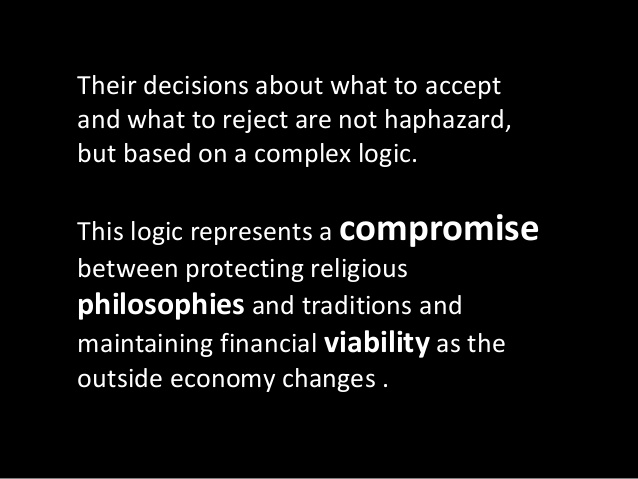 Their decisions about what to accept
and what to reject are not haphazard,
but based on a complex logic.
This logic represents a compromise
between protecting religious
philosophies and traditions and
maintaining financial viability as the
outside economy changes .